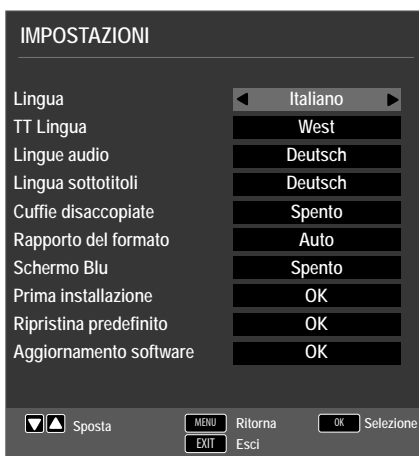 IMPOSTAZIONI
Lingua Italiano
TT Lingua West
Lingue audio Deutsch
Lingua sottotitoli Deutsch
Cuffie disaccopiate Spento
Rapporto del formato Auto
Schermo Blu Spento
Prima installazione OK
Ripristina predefinito OK
Aggiornamento software OK
Sposta MENU Ritorna OK Selezione
EXIT Esci